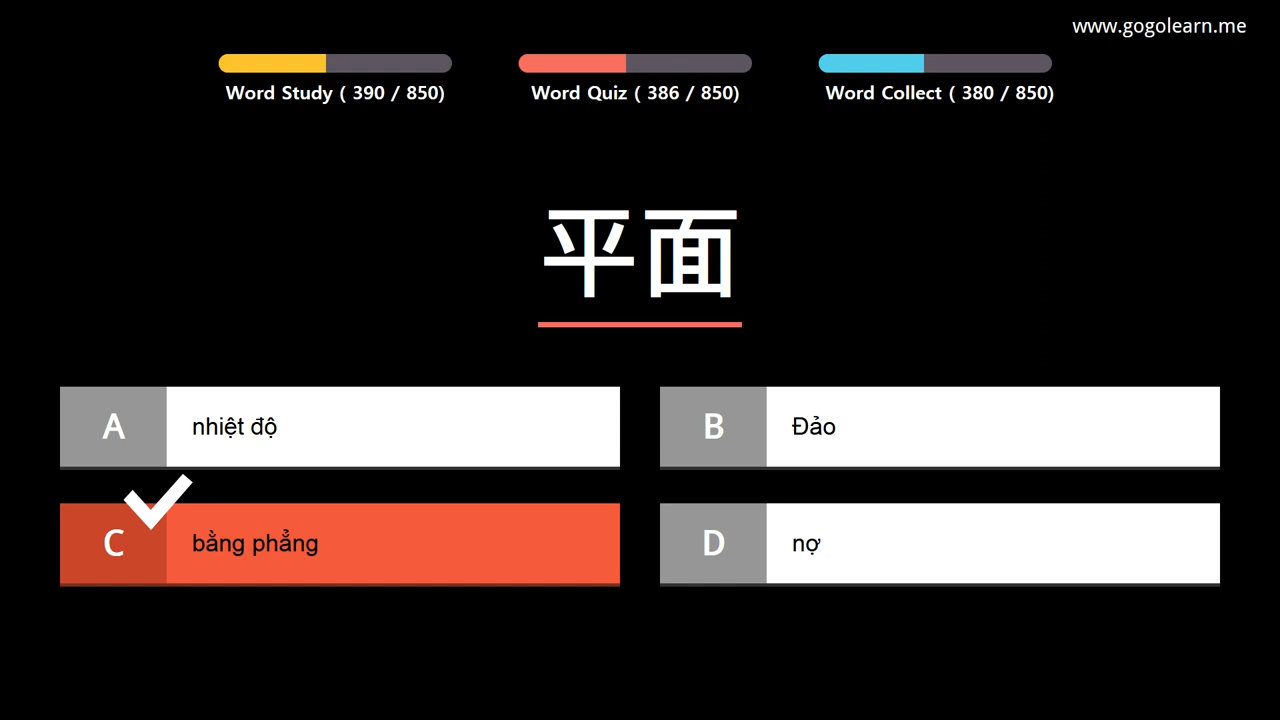 www.gogolearn.me
Word Study ( 390 / 850)
Word Quiz ( 386 / 850)
Word Collect ( 380 / 850)
平面
A
nhiệt độ
B
Đảo
C
bằng phẳng
D
nợ